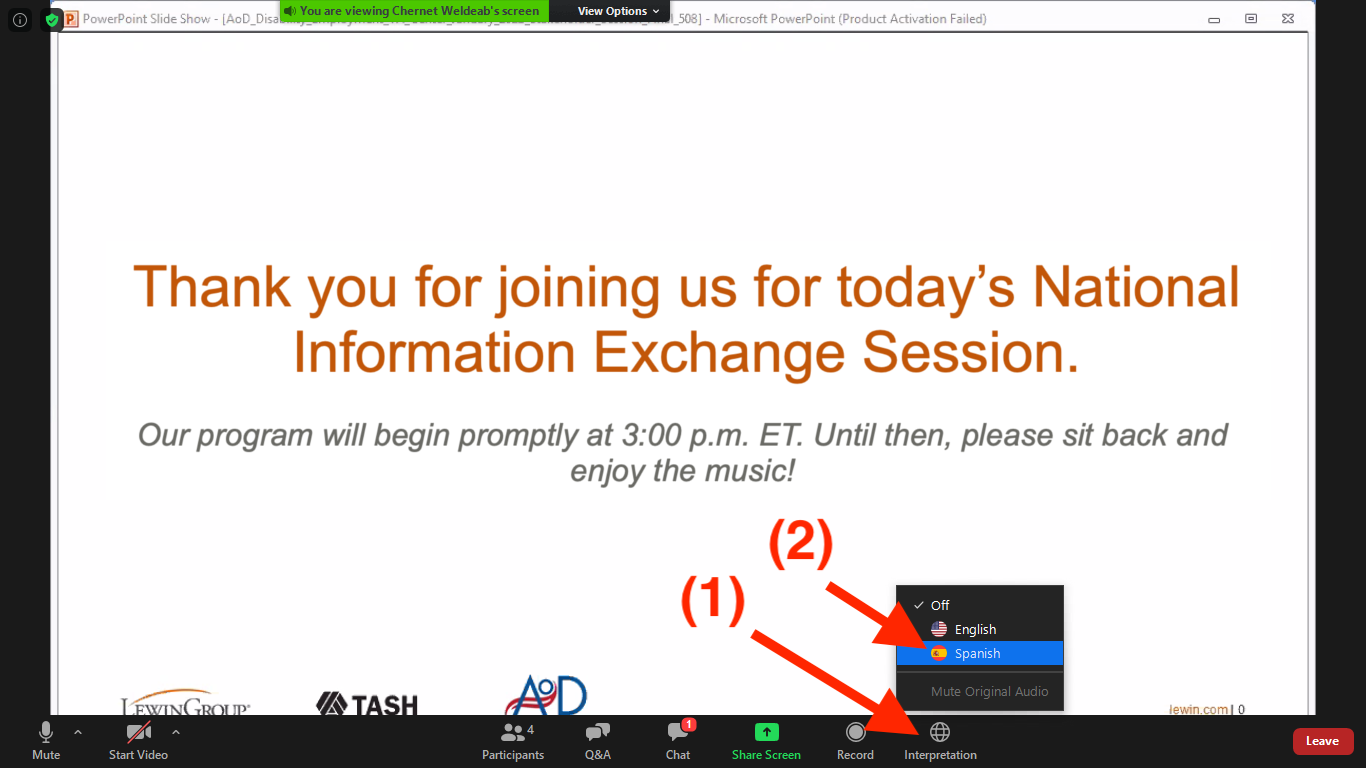 PowerPoint Slide Show - [AoD_Disability_Employment_
You are viewing Chernet Weldeab's screen
View Options
_508] - Microsoft PowerPoint (Product Activation Failed)
Thank you for joining us for today's National
Information Exchange Session.
Our program will begin promptly at 3:00 p.m. ET. Until then, please sit back and
enjoy the music!
(2)
(1)
Off
English
Spanish
Mute Original Audio
LEWINGROUP®
TASH
AoD
lewin.com | 0
Mute
Start Video
Participants 4
Q&A
Chat 1
Share Screen
Record
Interpretation
Leave